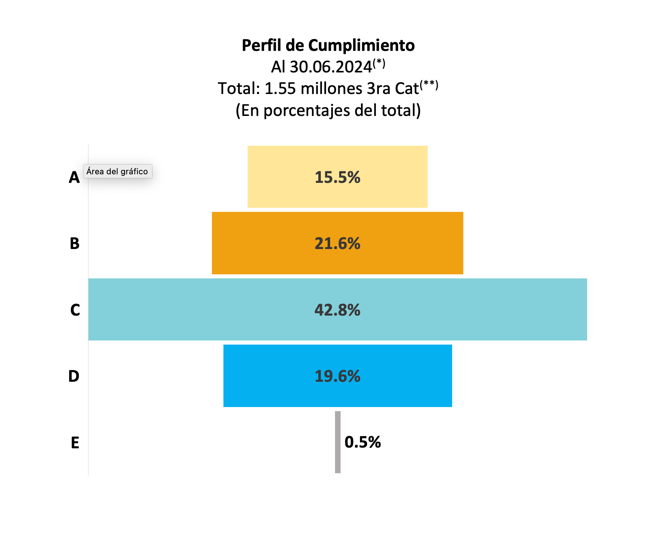 Perfil de Cumplimiento
Al 30.06.2024(*)
Total: 1.55 millones 3ra Cat(**)
(En porcentajes del total)
A
Área del gráfico
15.5%
B
21.6%
C
42.8%
D
19.6%
E
0.5%